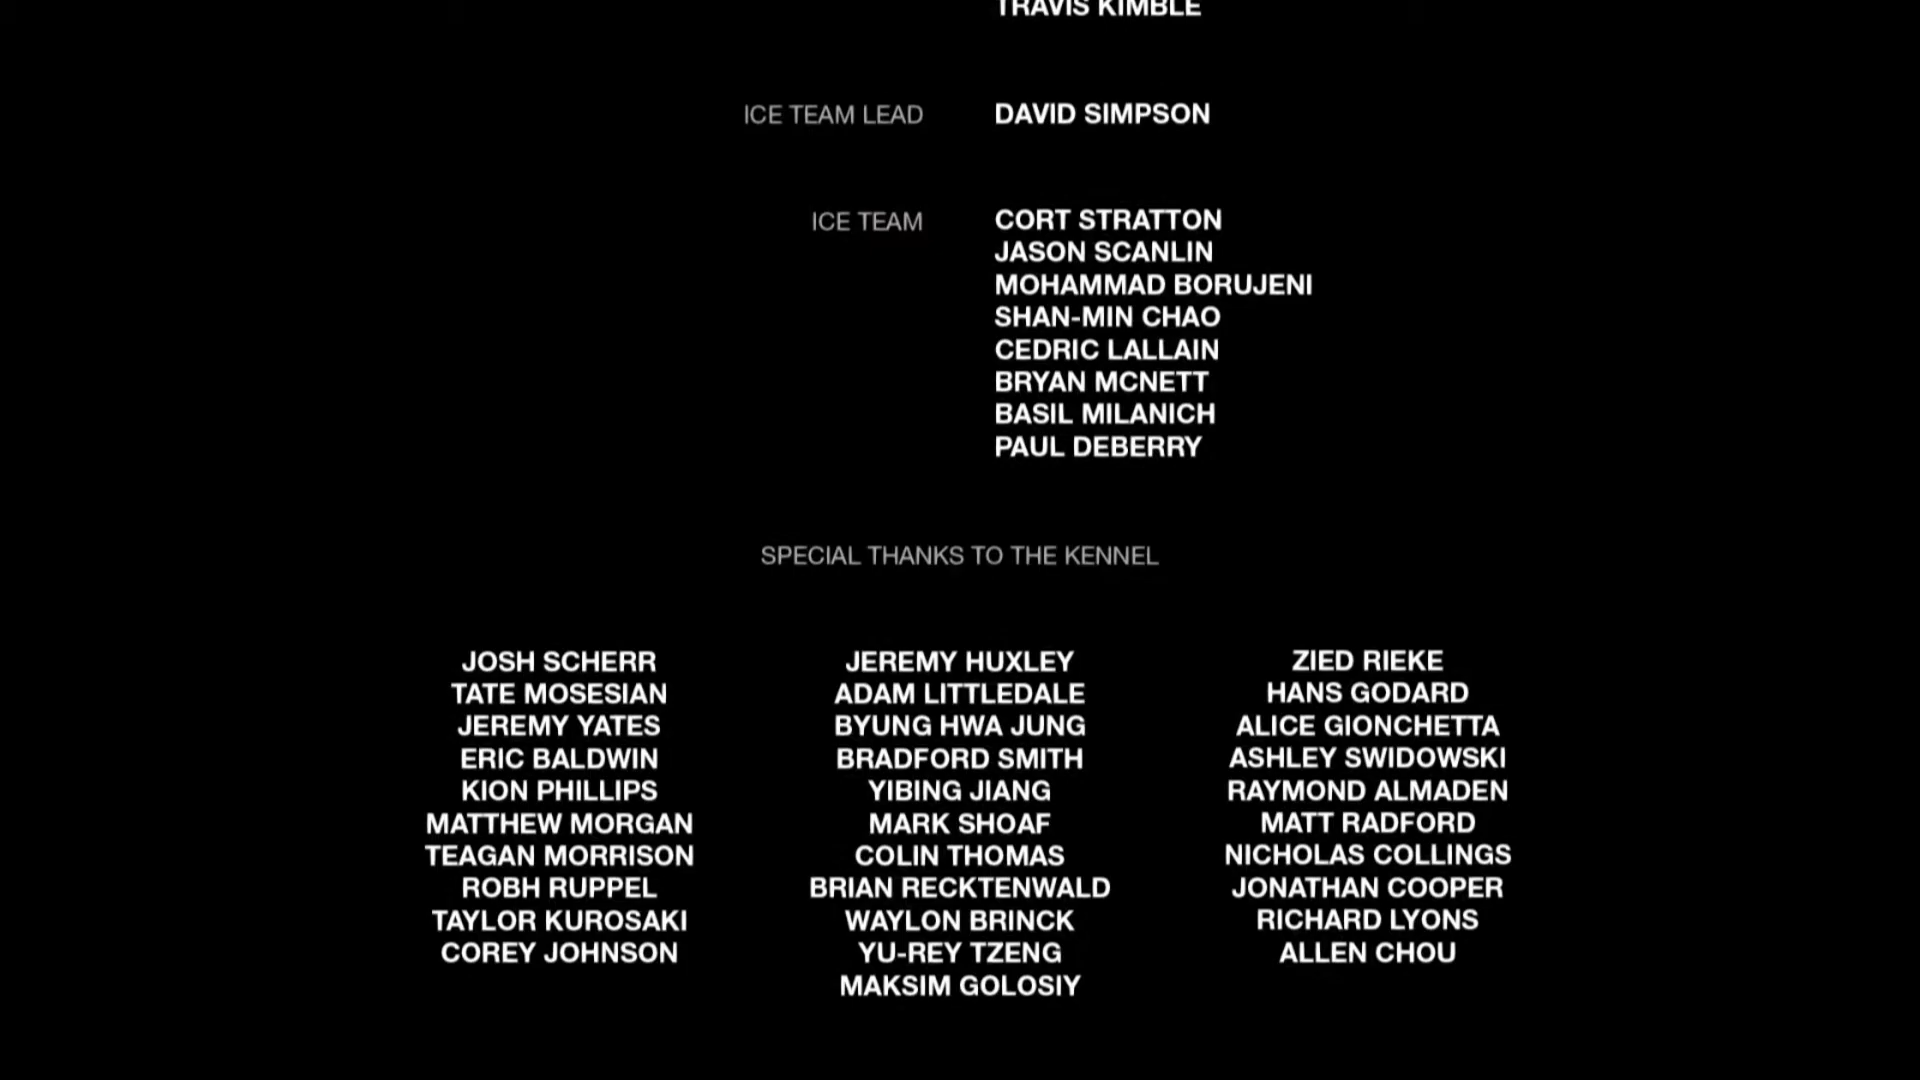 TRAVIS KIMBLE
ICE TEAM LEAD DAVID SIMPSON
ICE TEAM CORT STRATTON
JASON SCANLIN
MOHAMMAD BORUJENI
SHAN-MIN CHAO
CEDRIC LALLAIN
BRYAN MCNETT
BASIL MILANICH
PAUL DEBERRY
SPECIAL THANKS TO THE KENNEL
JOSH SCHERR
TATE MOSESIAN
JEREMY YATES
ERIC BALDWIN
KION PHILLIPS
MATTHEW MORGAN
TEAGAN MORRISON
ROBH RUPPEL
TAYLOR KUROSAKI
COREY JOHNSON
JEREMY HUXLEY
ADAM LITTLEDALE
BYUNG HWA JUNG
BRADFORD SMITH
YIBING JIANG
MARK SHOAF
COLIN THOMAS
BRIAN RECKTENWALD
WAYLON BRINCK
YU-REY TZENG
MAKSIM GOLOSIY
ZIED RIEKE
HANS GODARD
ALICE GIONCHETTA
ASHLEY SWIDOWSKI
RAYMOND ALMADEN
MATT RADFORD
NICHOLAS COLLINGS
JONATHAN COOPER
RICHARD LYONS
ALLEN CHOU